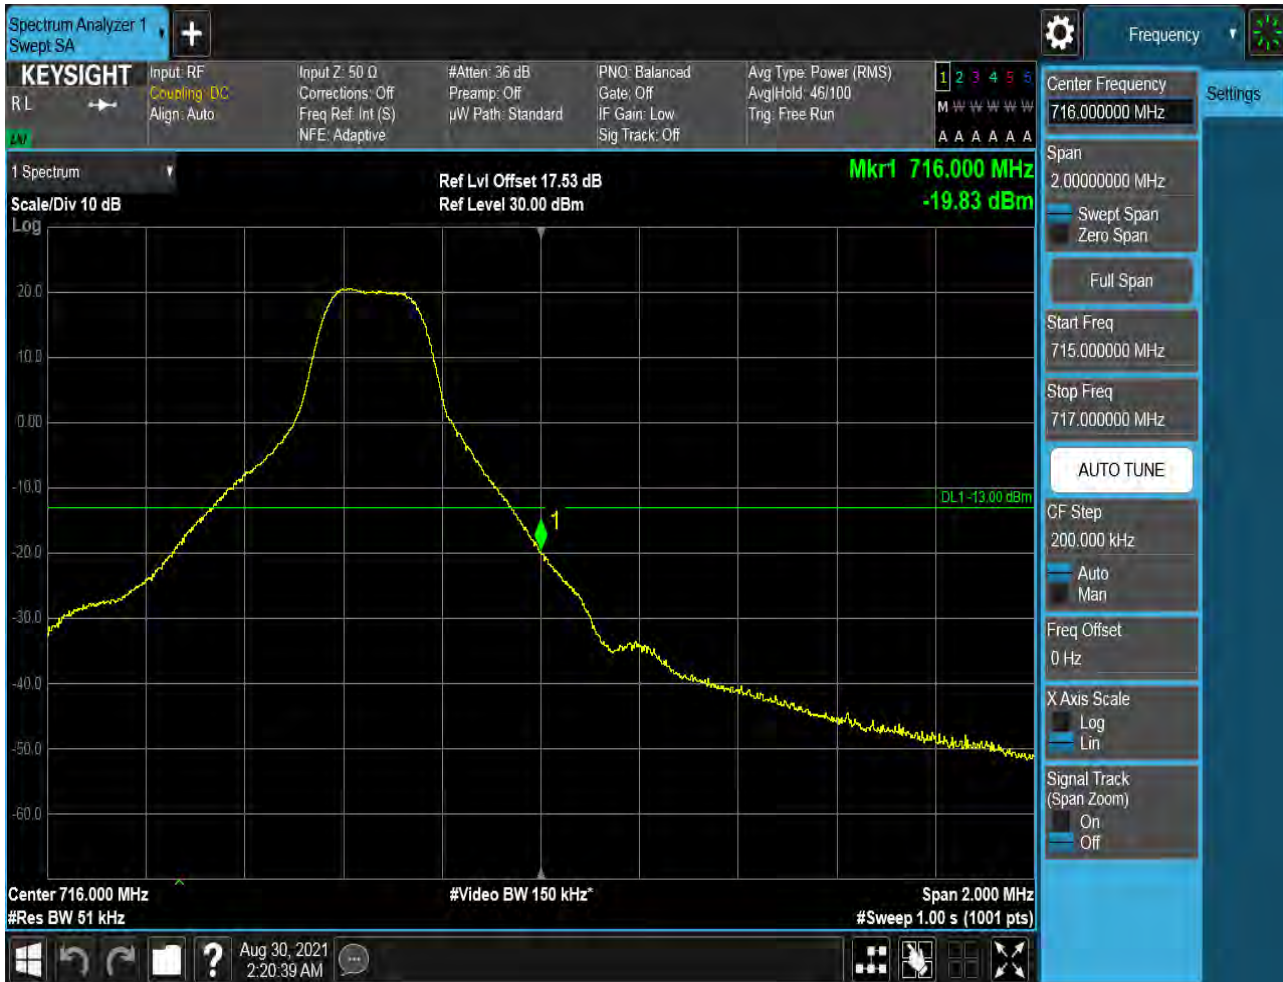 Spectrum Analyzer 1
Swept SA
+
Frequency
KEYSIGHT
R L
LNI
Input: RF
Coupling: DC
Align: Auto
Input Z: 50 Ω
Corrections: Off
Freq Ref: Int (S)
NFE: Adaptive
#Atten: 36 dB
Preamp: Off
µW Path: Standard
PNO: Balanced
Gate: Off
IF Gain: Low
Sig Track: Off
Avg Type: Power (RMS)
Avg|Hold: 46/100
Trig: Free Run
1 2 3 4 5 6
M W W W W W
A A A A A A
1 Spectrum
Scale/Div 10 dB
Log
Ref Lvl Offset 17.53 dB
Ref Level 30.00 dBm
Mkr1 716.000 MHz
-19.83 dBm
20.0
10.0
0.00
-10.0
-20.0
-30.0
-40.0
-50.0
-60.0
DL1 -13.00 dBm
1
Center 716.000 MHz
#Res BW 51 kHz
#Video BW 150 kHz*
Span 2.000 MHz
#Sweep 1.00 s (1001 pts)
?
Aug 30, 2021
2:20:39 AM
Center Frequency
716.000000 MHz
Settings
Span
2.00000000 MHz
Swept Span
Zero Span
Full Span
Start Freq
715.000000 MHz
Stop Freq
717.000000 MHz
AUTO TUNE
CF Step
200.000 kHz
Auto
Man
Freq Offset
0 Hz
X Axis Scale
Log
Lin
Signal Track
(Span Zoom)
On
Off